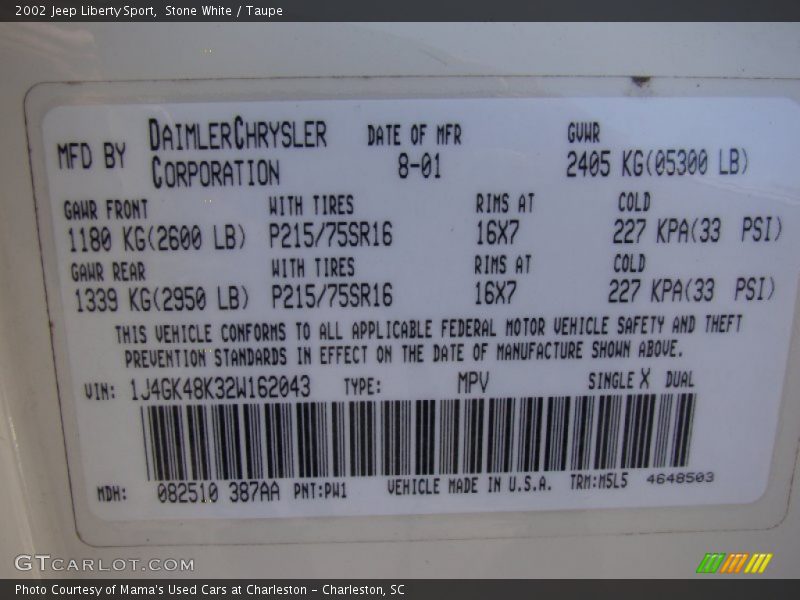 2002 Jeep Liberty Sport,  Stone White / Taupe
MFD BY DAIMLERCHRYSLER CORPORATION DATE OF MFR 8-01 GVWR 2405 KG(05300 LB)
GAWR FRONT WITH TIRES RIMS AT COLD
1180 KG(2600 LB) P215/75SR16 16X7 227 KPA(33 PSI)
GAWR REAR WITH TIRES RIMS AT COLD
1339 KG(2950 LB) P215/75SR16 16X7 227 KPA(33 PSI)
THIS VEHICLE CONFORMS TO ALL APPLICABLE FEDERAL MOTOR VEHICLE SAFETY AND THEFT
PREVENTION STANDARDS IN EFFECT ON THE DATE OF MANUFACTURE SHOWN ABOVE.
VIN: 1J4GK48K32W162043 TYPE: MPV SINGLE X DUAL
MDH: 082510 387AA PNT:PW1 VEHICLE MADE IN U.S.A. TRM:M5L5 4648503
GTCARLOT.COM
Photo Courtesy of Mama's Used Cars at Charleston - Charleston, SC